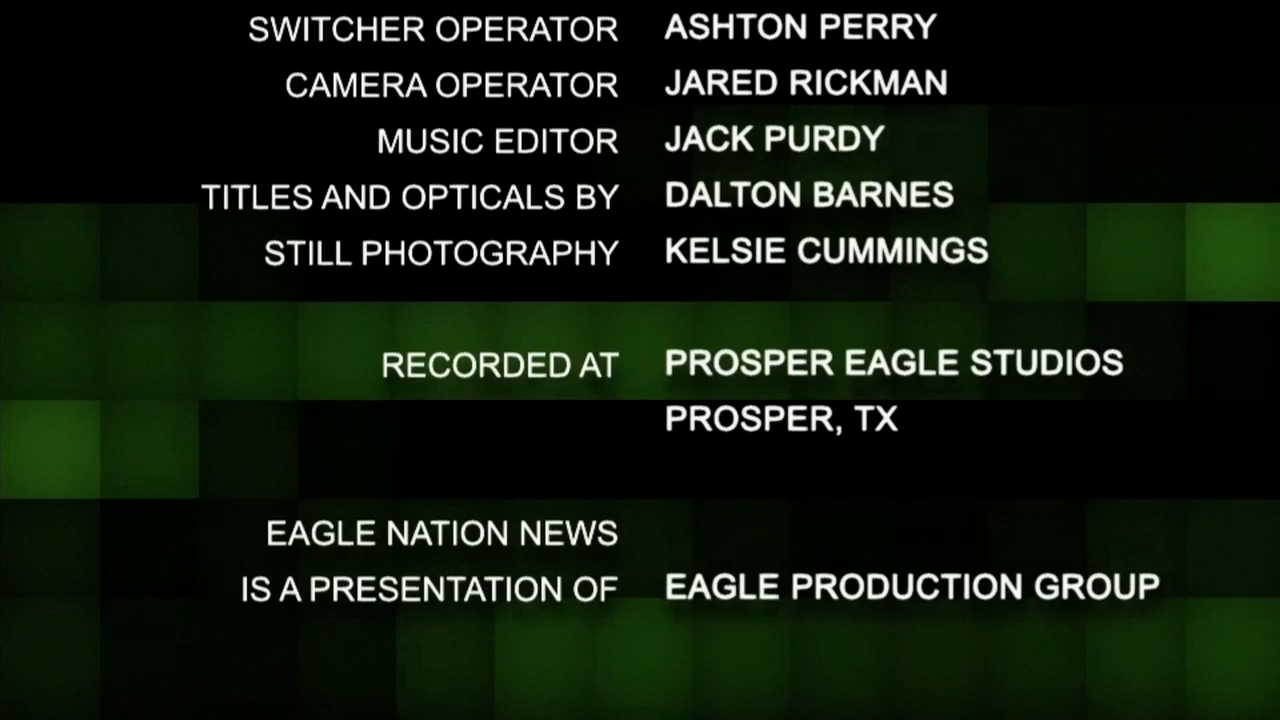 SWITCHER OPERATOR ASHTON PERRY
CAMERA OPERATOR JARED RICKMAN
MUSIC EDITOR JACK PURDY
TITLES AND OPTICALS BY DALTON BARNES
STILL PHOTOGRAPHY KELSIE CUMMINGS
RECORDED AT PROSPER EAGLE STUDIOS
PROSPER, TX
EAGLE NATION NEWS
IS A PRESENTATION OF EAGLE PRODUCTION GROUP